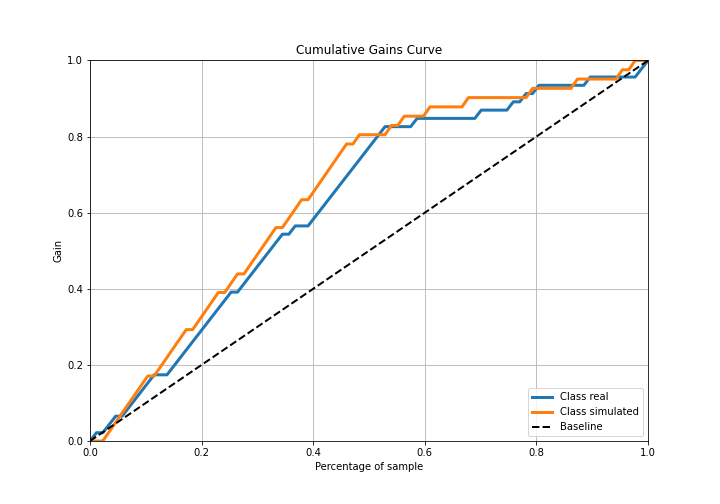 Cumulative Gains Curve
1.0
0.8
0.6
0.4
0.2
0.0
Gain
0.0 0.2 0.4 0.6 0.8 1.0
Percentage of sample
Class real
Class simulated
Baseline